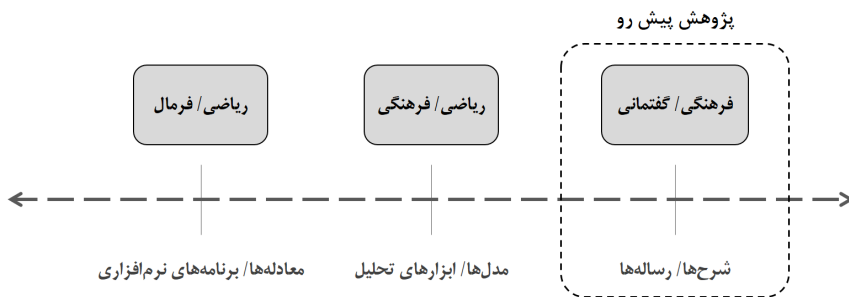 پژوهش پیش رو
فرهنگی/ گفتمانی
ریاضی/ فرهنگی
ریاضی/ فرمال
شرح‌ها/ رساله‌ها
مدل‌ها/ ابزارهای تحلیل
معادله‌ها/ برنامه‌های نرم‌افزاری